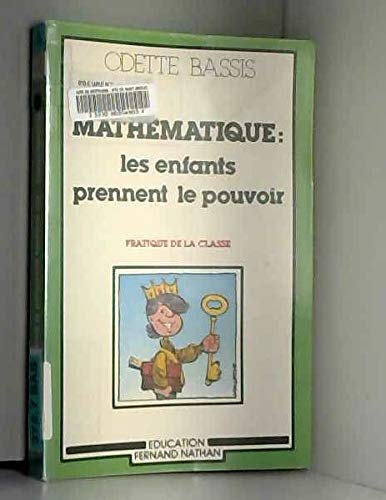 ODETTE BASSIS
MATHÉMATIQUE:
les enfants
prennent le pouvoir
PRATIQUE DE LA CLASSE
EDUCATION
FERNAND NATHAN